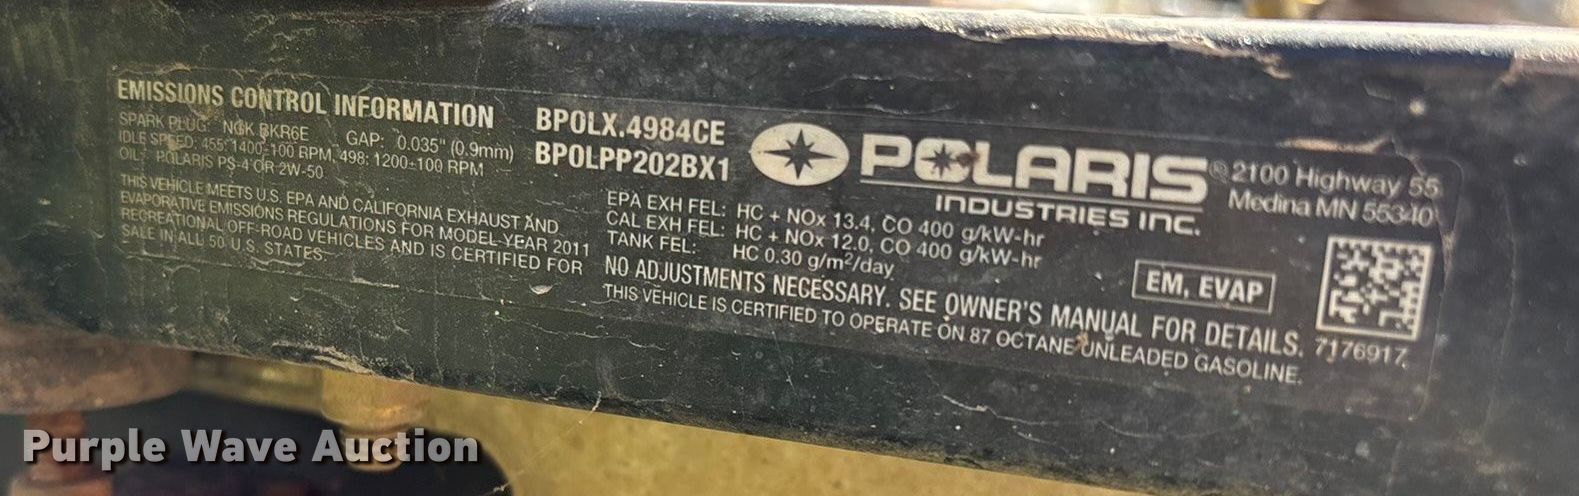 EMISSIONS CONTROL INFORMATION
SPARK PLUG: NGK BKR6E GAP: 0.035" (0.9mm)
IDLE SPEED: 455: 1400±100 RPM, 498: 1200±100 RPM
OIL: POLARIS PS-4 OR 2W-50
THIS VEHICLE MEETS U.S. EPA AND CALIFORNIA EXHAUST AND
EVAPORATIVE EMISSIONS REGULATIONS FOR MODEL YEAR 2011
RECREATIONAL OFF-ROAD VEHICLES AND IS CERTIFIED FOR
SALE IN ALL 50 U.S. STATES.
BPOLX.4984CE
BPOLPP202BX1
POLARIS®
INDUSTRIES INC.
2100 Highway 55
Medina MN 55340
EPA EXH FEL: HC + NOx 13.4, CO 400 g/kW-hr
CAL EXH FEL: HC + NOx 12.0, CO 400 g/kW-hr
TANK FEL: HC 0.30 g/m²/day
EM, EVAP
NO ADJUSTMENTS NECESSARY. SEE OWNER'S MANUAL FOR DETAILS.
THIS VEHICLE IS CERTIFIED TO OPERATE ON 87 OCTANE UNLEADED GASOLINE.
7176917
Purple Wave Auction